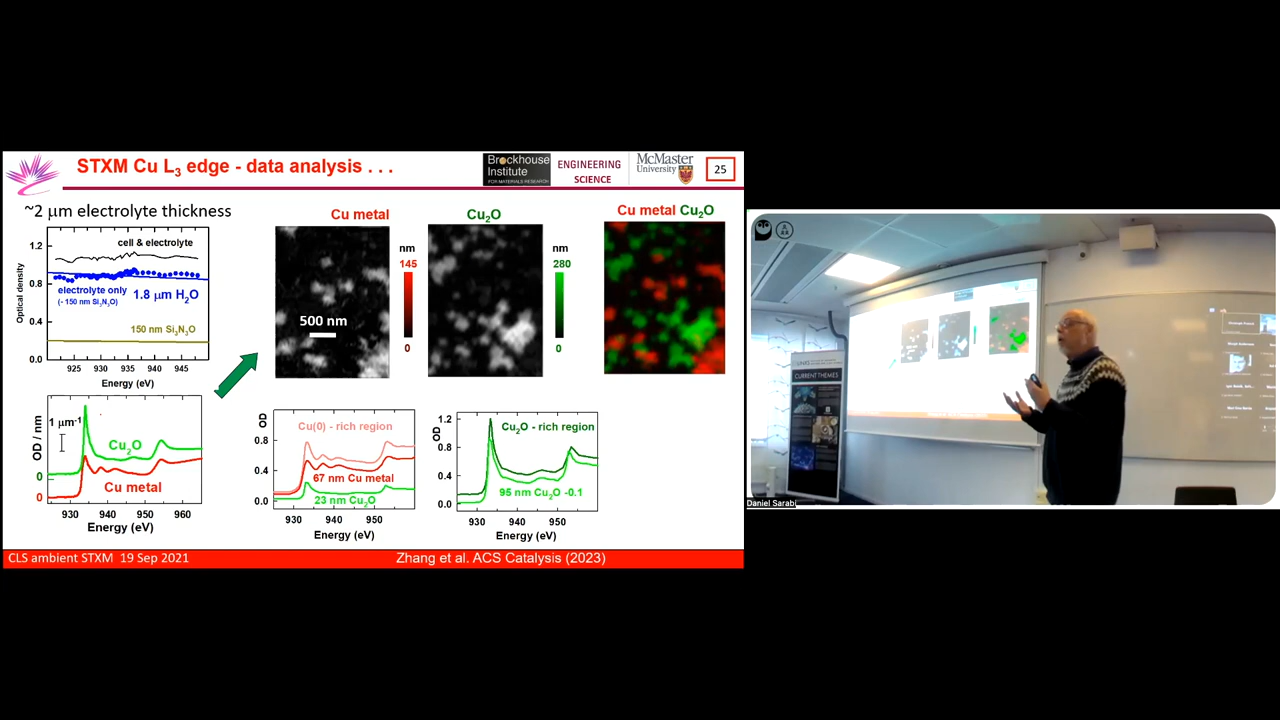 STXM Cu L3 edge - data analysis . . .
Brockhouse
Institute
FOR MATERIALS RESEARCH
ENGINEERING
SCIENCE
McMaster
University
25
~2 μm electrolyte thickness
cell & electrolyte
electrolyte only
(- 150 nm Si3N3O)
1.8 μm H2O
150 nm Si3N3O
Optical density
1.2
0.8
0.4
0.0
925 930 935 940 945
Energy (eV)
Cu metal
500 nm
nm
145
0
Cu2O
nm
280
0
Cu metal Cu2O
OD / nm
1 μm-1
Cu2O
Cu metal
0
0
930 940 950 960
Energy (eV)
OD
0.8
0.4
0.0
Cu(0) - rich region
67 nm Cu metal
23 nm Cu2O
930 940 950
Energy (eV)
OD
1.2
0.8
0.4
0.0
Cu2O - rich region
95 nm Cu2O -0.1
930 940 950
Energy (eV)
CLS ambient STXM 19 Sep 2021
Zhang et al. ACS Catalysis (2023)
CURRENT THEMES
Daniel Sarabi